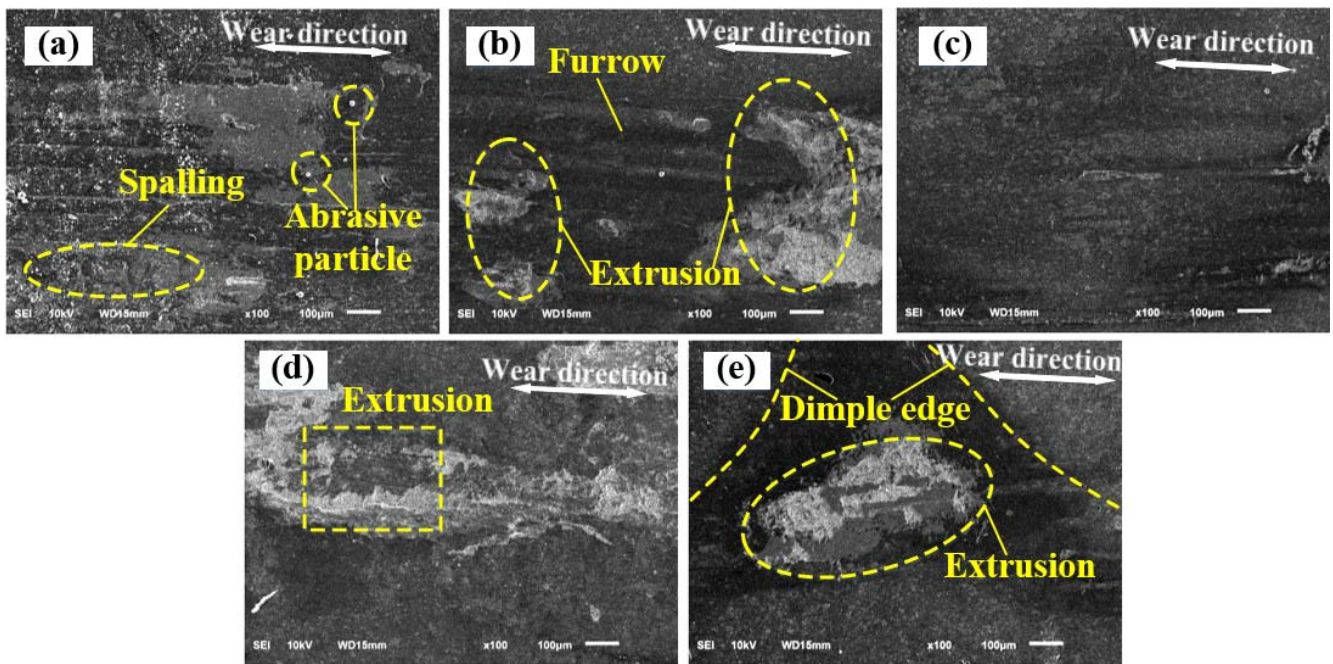 (a)
Wear direction
Spalling
Abrasive
particle
SEI 10kV WD15mm x100 100μm
(b)
Wear direction
Furrow
Extrusion
SEI 10kV WD15mm x100 100μm
(c)
Wear direction
SEI 10kV WD15mm x100 100μm
(d)
Wear direction
Extrusion
SEI 10kV WD15mm x100 100μm
(e)
Wear direction
Dimple edge
Extrusion
SEI 10kV WD15mm x100 100μm